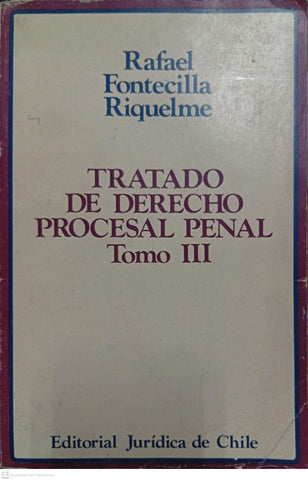 Rafael
Fontecilla
Riquelme
TRATADO
DE DERECHO
PROCESAL PENAL
Tomo III
Editorial Jurídica de Chile